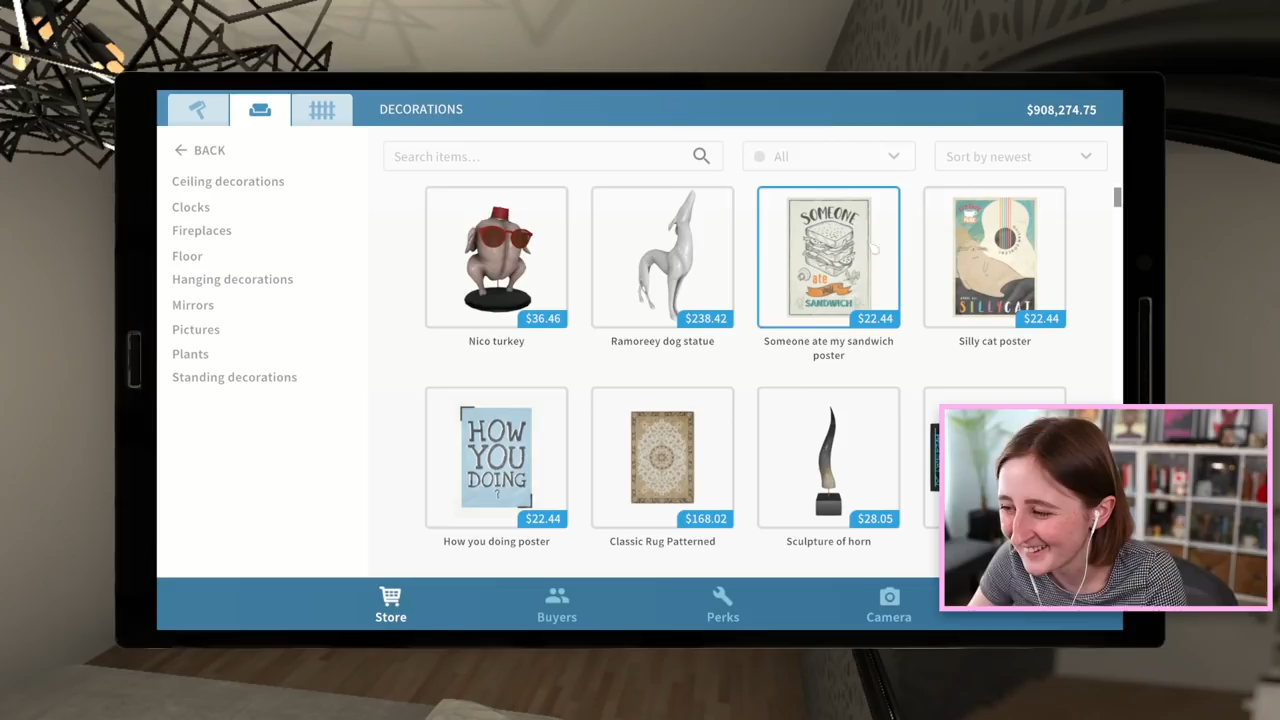 DECORATIONS
$908,274.75
BACK
Search items...
All
Sort by newest
Ceiling decorations
Clocks
Fireplaces
Floor
Hanging decorations
Mirrors
Pictures
Plants
Standing decorations
$36.46
$238.42
SOMEONE
ate
SANDWICH
$22.44
SILLY CAT
$22.44
Nico turkey
Ramoreey dog statue
Someone ate my sandwich
poster
Silly cat poster
HOW
YOU
DOING
?
$22.44
$168.02
$28.05
How you doing poster
Classic Rug Patterned
Sculpture of horn
Store
Buyers
Perks
Camera